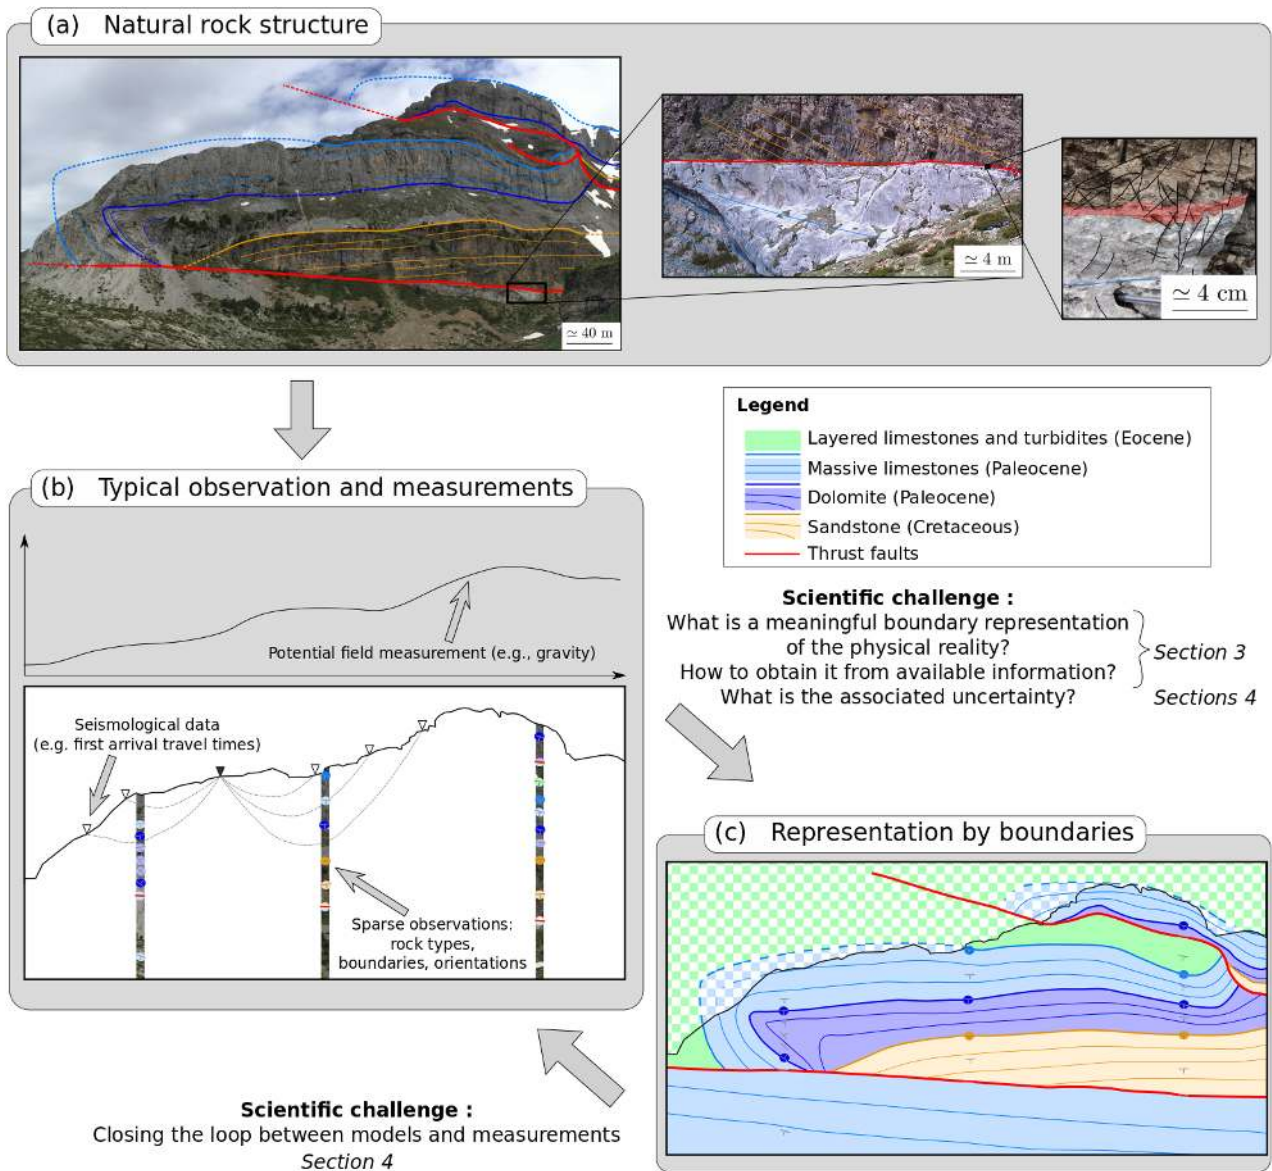 (a) Natural rock structure
≃ 40 m
≃ 4 m
≃ 4 cm
Legend
Layered limestones and turbidites (Eocene)
Massive limestones (Paleocene)
Dolomite (Paleocene)
Sandstone (Cretaceous)
Thrust faults
(b) Typical observation and measurements
Potential field measurement (e.g., gravity)
Seismological data
(e.g. first arrival travel times)
Sparse observations:
rock types,
boundaries, orientations
Scientific challenge :
What is a meaningful boundary representation
of the physical reality?
How to obtain it from available information?
Section 3
What is the associated uncertainty?
Sections 4
(c) Representation by boundaries
Scientific challenge :
Closing the loop between models and measurements
Section 4